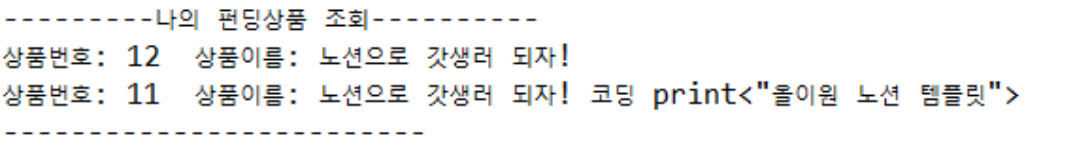 ---------나의 펀딩상품 조회----------
상품번호: 12  상품이름: 노션으로 갓생러 되자!
상품번호: 11  상품이름: 노션으로 갓생러 되자! 코딩 print<"올이원 노션 템플릿">
-------------------------